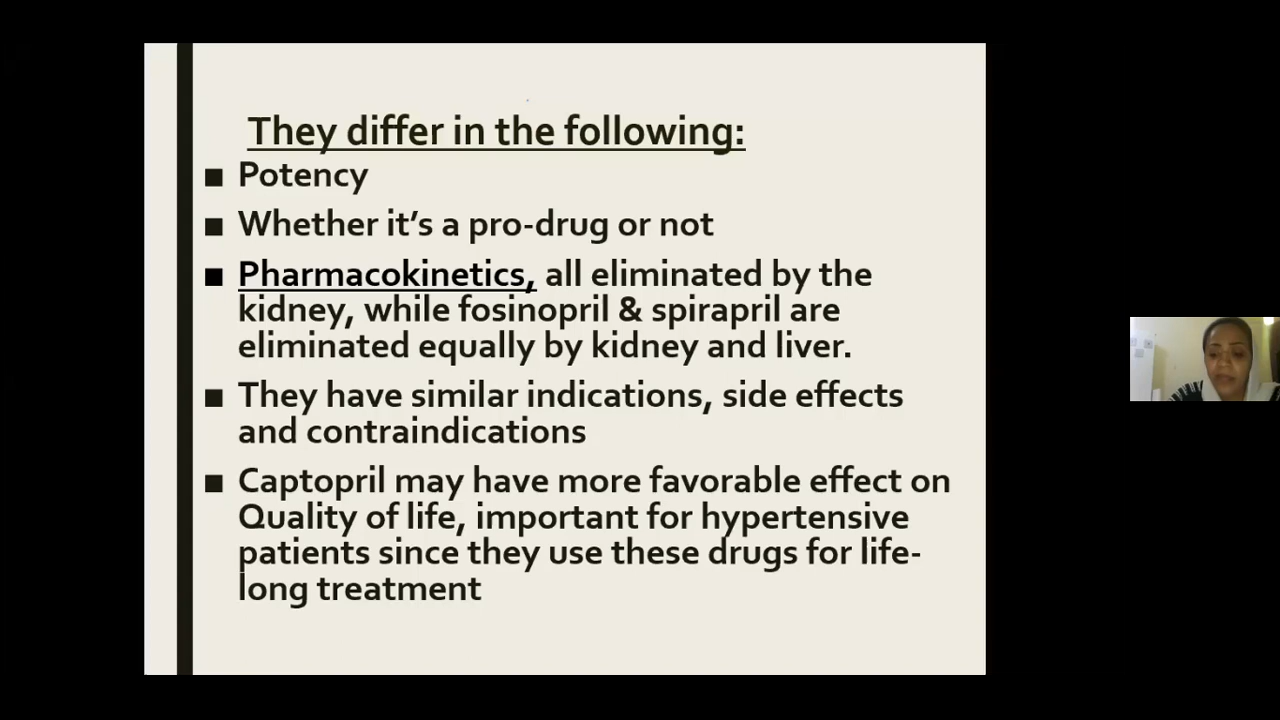 They differ in the following:
■ Potency
■ Whether it’s a pro-drug or not
■ Pharmacokinetics, all eliminated by the
kidney, while fosinopril & spirapril are
eliminated equally by kidney and liver.
■ They have similar indications, side effects
and contraindications
■ Captopril may have more favorable effect on
Quality of life, important for hypertensive
patients since they use these drugs for life-
long treatment